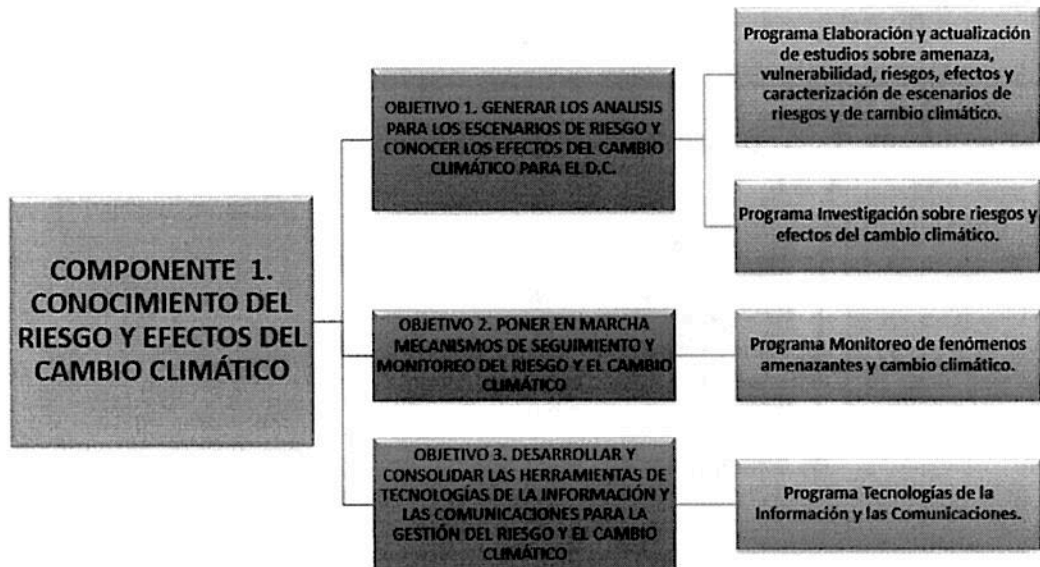 COMPONENTE 1.
CONOCIMIENTO DEL
RIESGO Y EFECTOS DEL
CAMBIO CLIMÁTICO
OBJETIVO 1. GENERAR LOS ANALISIS
PARA LOS ESCENARIOS DE RIESGO Y
CONOCER LOS EFECTOS DEL CAMBIO
CLIMÁTICO PARA EL D.C.
Programa Elaboración y actualización
de estudios sobre amenaza,
vulnerabilidad, riesgos, efectos y
caracterización de escenarios de
riesgos y de cambio climático.
Programa Investigación sobre riesgos y
efectos del cambio climático.
OBJETIVO 2. PONER EN MARCHA
MECANISMOS DE SEGUIMIENTO Y
MONITOREO DEL RIESGO Y EL CAMBIO
CLIMÁTICO
Programa Monitoreo de fenómenos
amenazantes y cambio climático.
OBJETIVO 3. DESARROLLAR Y
CONSOLIDAR LAS HERRAMIENTAS DE
TECNOLOGÍAS DE LA INFORMACIÓN Y
LAS COMUNICACIONES PARA LA
GESTIÓN DEL RIESGO Y EL CAMBIO
CLIMÁTICO
Programa Tecnologías de la
Información y las Comunicaciones.